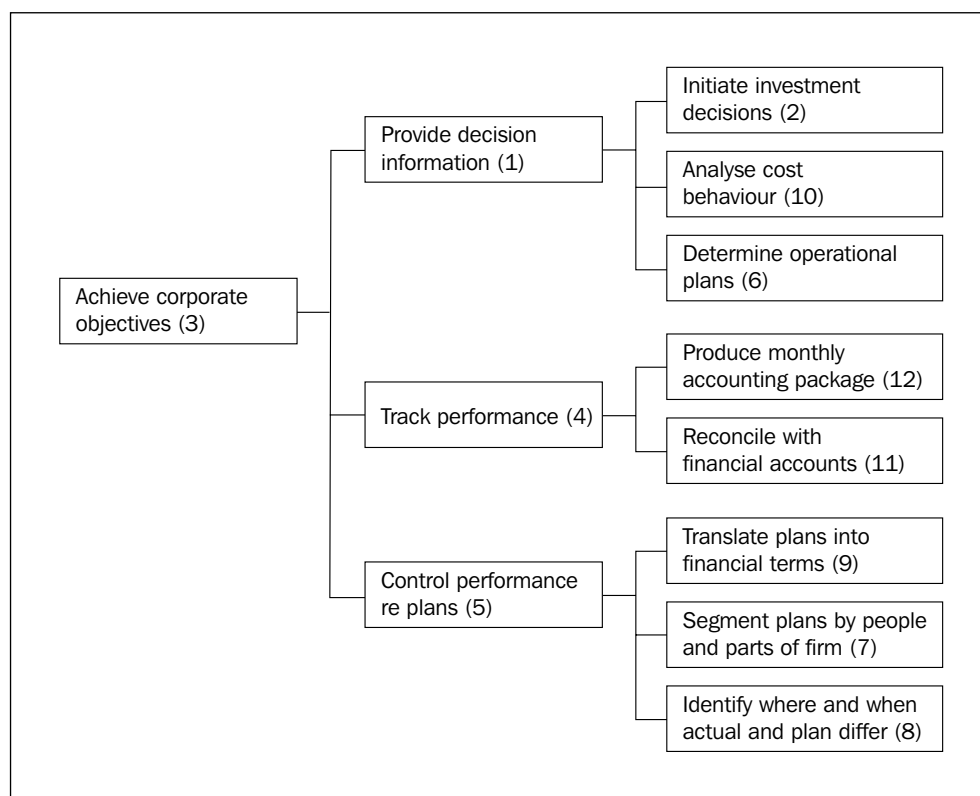 Achieve corporate
objectives (3)
Provide decision
information (1)
Initiate investment
decisions (2)
Analyse cost
behaviour (10)
Determine operational
plans (6)
Track performance (4)
Produce monthly
accounting package (12)
Reconcile with
financial accounts (11)
Control performance
re plans (5)
Translate plans into
financial terms (9)
Segment plans by people
and parts of firm (7)
Identify where and when
actual and plan differ (8)